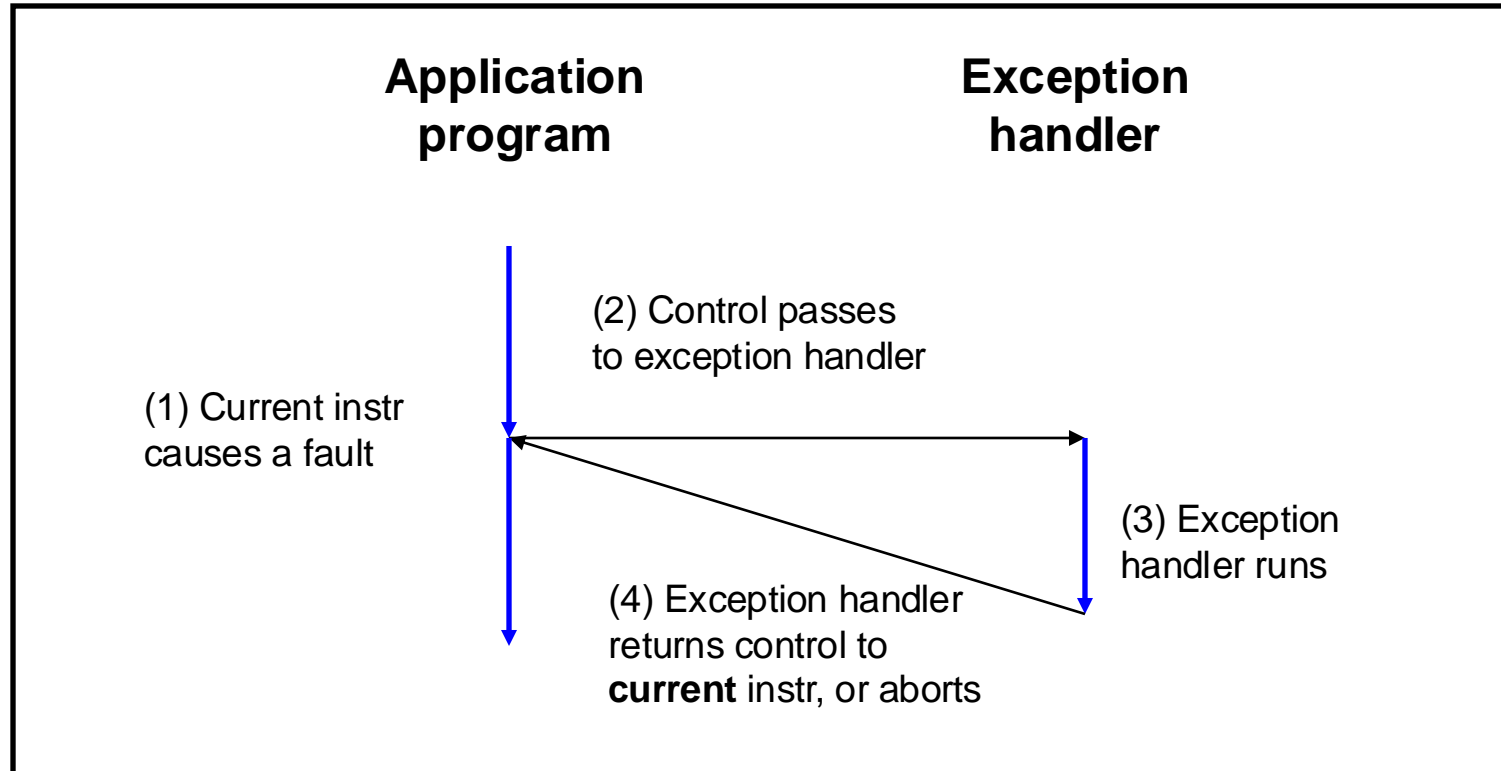 Application
program
Exception
handler
(2) Control passes
to exception handler
(1) Current instr
causes a fault
(3) Exception
handler runs
(4) Exception handler
returns control to
current instr, or aborts